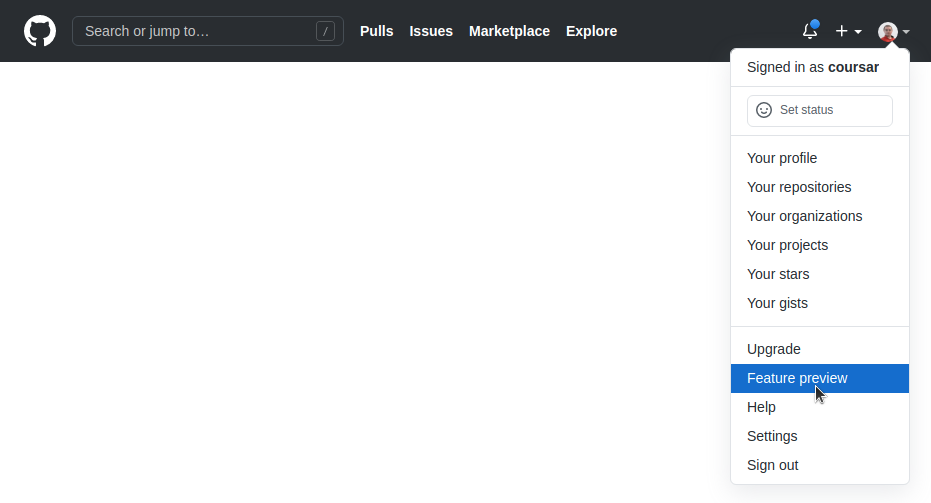 Search or jump to… / Pulls Issues Marketplace Explore
Signed in as coursar
Set status
Your profile
Your repositories
Your organizations
Your projects
Your stars
Your gists
Upgrade
Feature preview
Help
Settings
Sign out